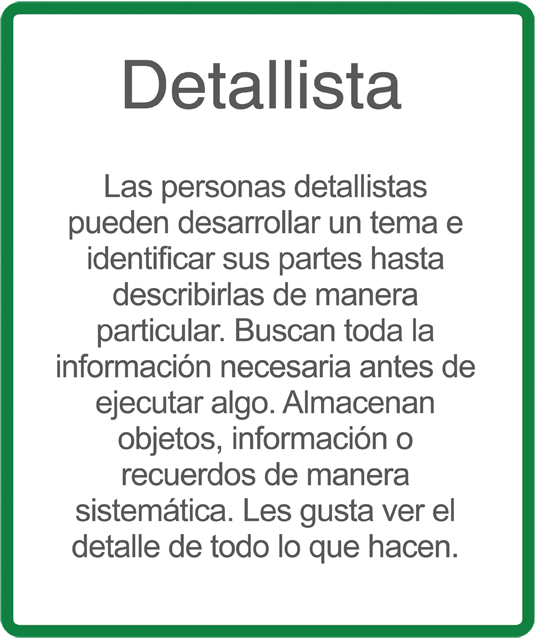 Detallista
Las personas detallistas
pueden desarrollar un tema e
identificar sus partes hasta
describirlas de manera
particular. Buscan toda la
información necesaria antes de
ejecutar algo. Almacenan
objetos, información o
recuerdos de manera
sistemática. Les gusta ver el
detalle de todo lo que hacen.